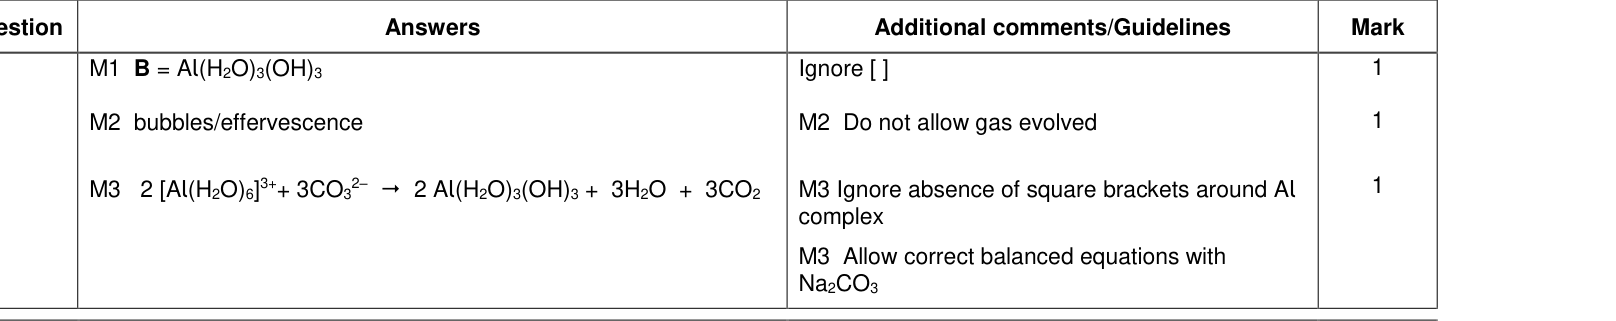 estion Answers Additional comments/Guidelines Mark
M1 B = Al(H₂O)₃(OH)₃ Ignore [ ] 1
M2 bubbles/effervescence M2 Do not allow gas evolved 1
M3 2 [Al(H₂O)₆]³⁺+ 3CO₃²⁻ → 2 Al(H₂O)₃(OH)₃ + 3H₂O + 3CO₂ M3 Ignore absence of square brackets around Al 1
complex
M3 Allow correct balanced equations with
Na₂CO₃